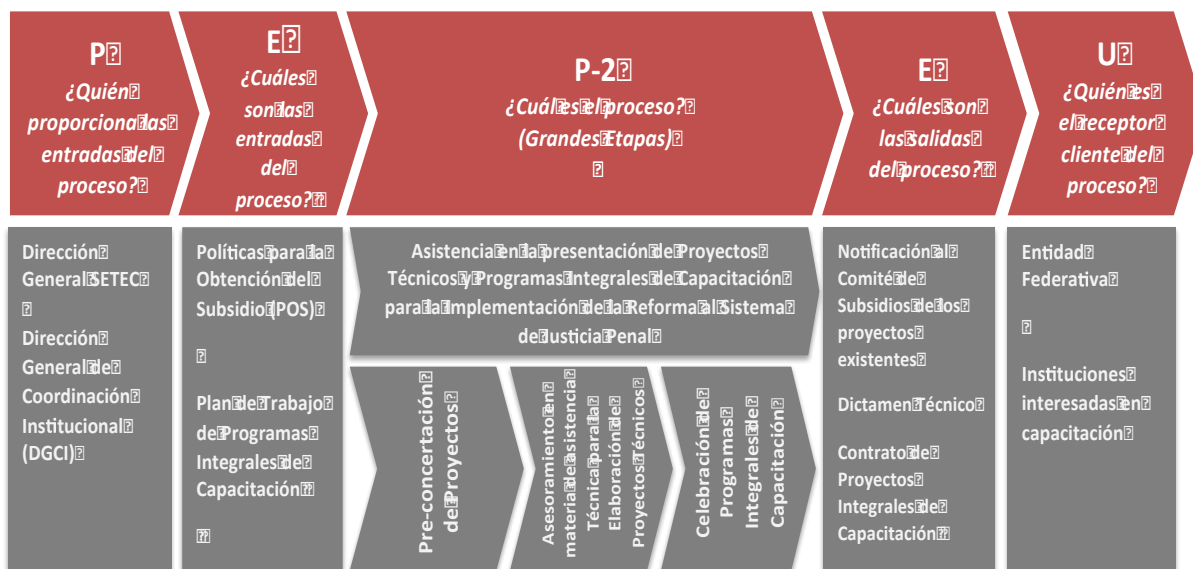 P
¿Quién
proporciona las
entradas del
proceso?
E
¿Cuáles
son las
entradas
del
proceso?
P-2
¿Cuál es el proceso?
(Grandes Etapas)
E
¿Cuáles son
las salidas
del proceso?
U
¿Quién es
el receptor
cliente del
proceso?
Dirección
General SETEC
Dirección
General de
Coordinación
Institucional
(DGCI)
Políticas para la
Obtención del
Subsidio (POS)
Plan de Trabajo
de Programas
Integrales de
Capacitación
Asistencia en la presentación de Proyectos
Técnicos y Programas Integrales de Capacitación
para la Implementación de la Reforma al Sistema
de Justicia Penal
Pre-concertación
de Proyectos
Asesoramiento en
materia de asistencia
Técnica para la
Elaboración de
Proyectos Técnicos
Celebración de
Programas
Integrales de
Capacitación
Notificación al
Comité de
Subsidios de los
proyectos
existentes
Dictamen Técnico
Contrato de
Proyectos
Integrales de
Capacitación
Entidad
Federativa
Instituciones
interesadas en
capacitación